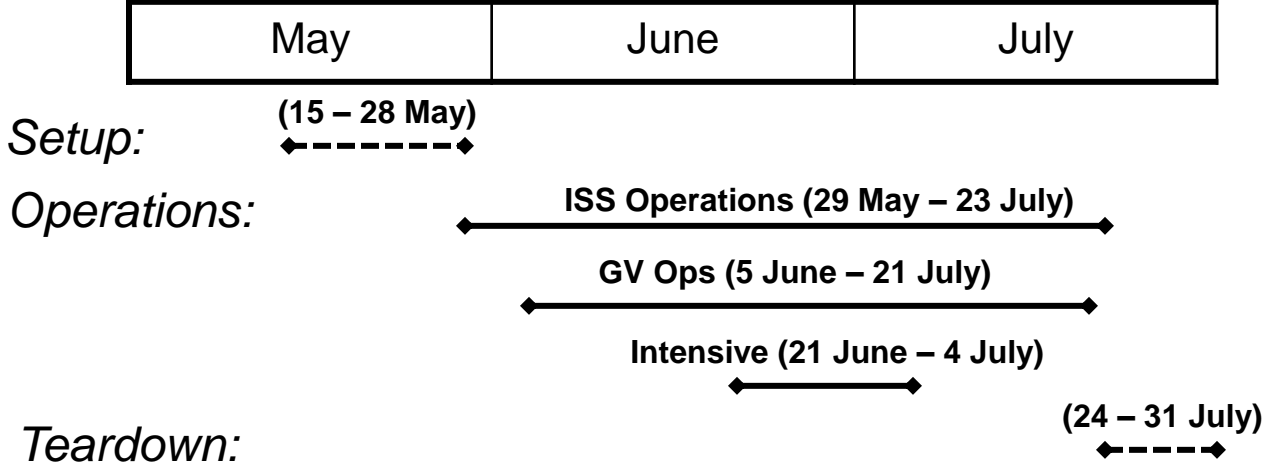 May June July
(15 – 28 May)
Setup:
ISS Operations (29 May – 23 July)
Operations:
GV Ops (5 June – 21 July)
Intensive (21 June – 4 July)
(24 – 31 July)
Teardown: